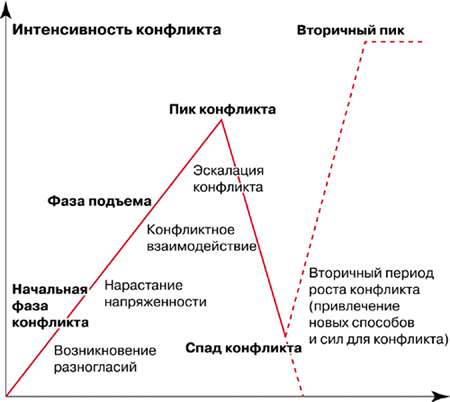 Интенсивность конфликта
Вторичный пик
Пик конфликта
Эскалация
конфликта
Фаза подъема
Конфликтное
взаимодействие
Начальная
фаза
конфликта
Нарастание
напряженности
Вторичный период
роста конфликта
(привлечение
новых способов
и сил для конфликта)
Возникновение
разногласий
Спад конфликта